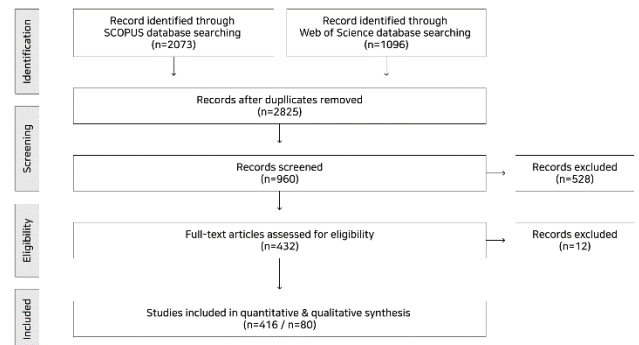 Identification
Record identified through
SCOPUS database searching
(n=2073)
Record identified through
Web of Science database searching
(n=1096)
Records after dupllicates removed
(n=2825)
Screening
Records screened
(n=960)
Records excluded
(n=528)
Eligibility
Full-text articles assessed for eligibility
(n=432)
Records excluded
(n=12)
Included
Studies included in quantitative & qualitative synthesis
(n=416 / n=80)